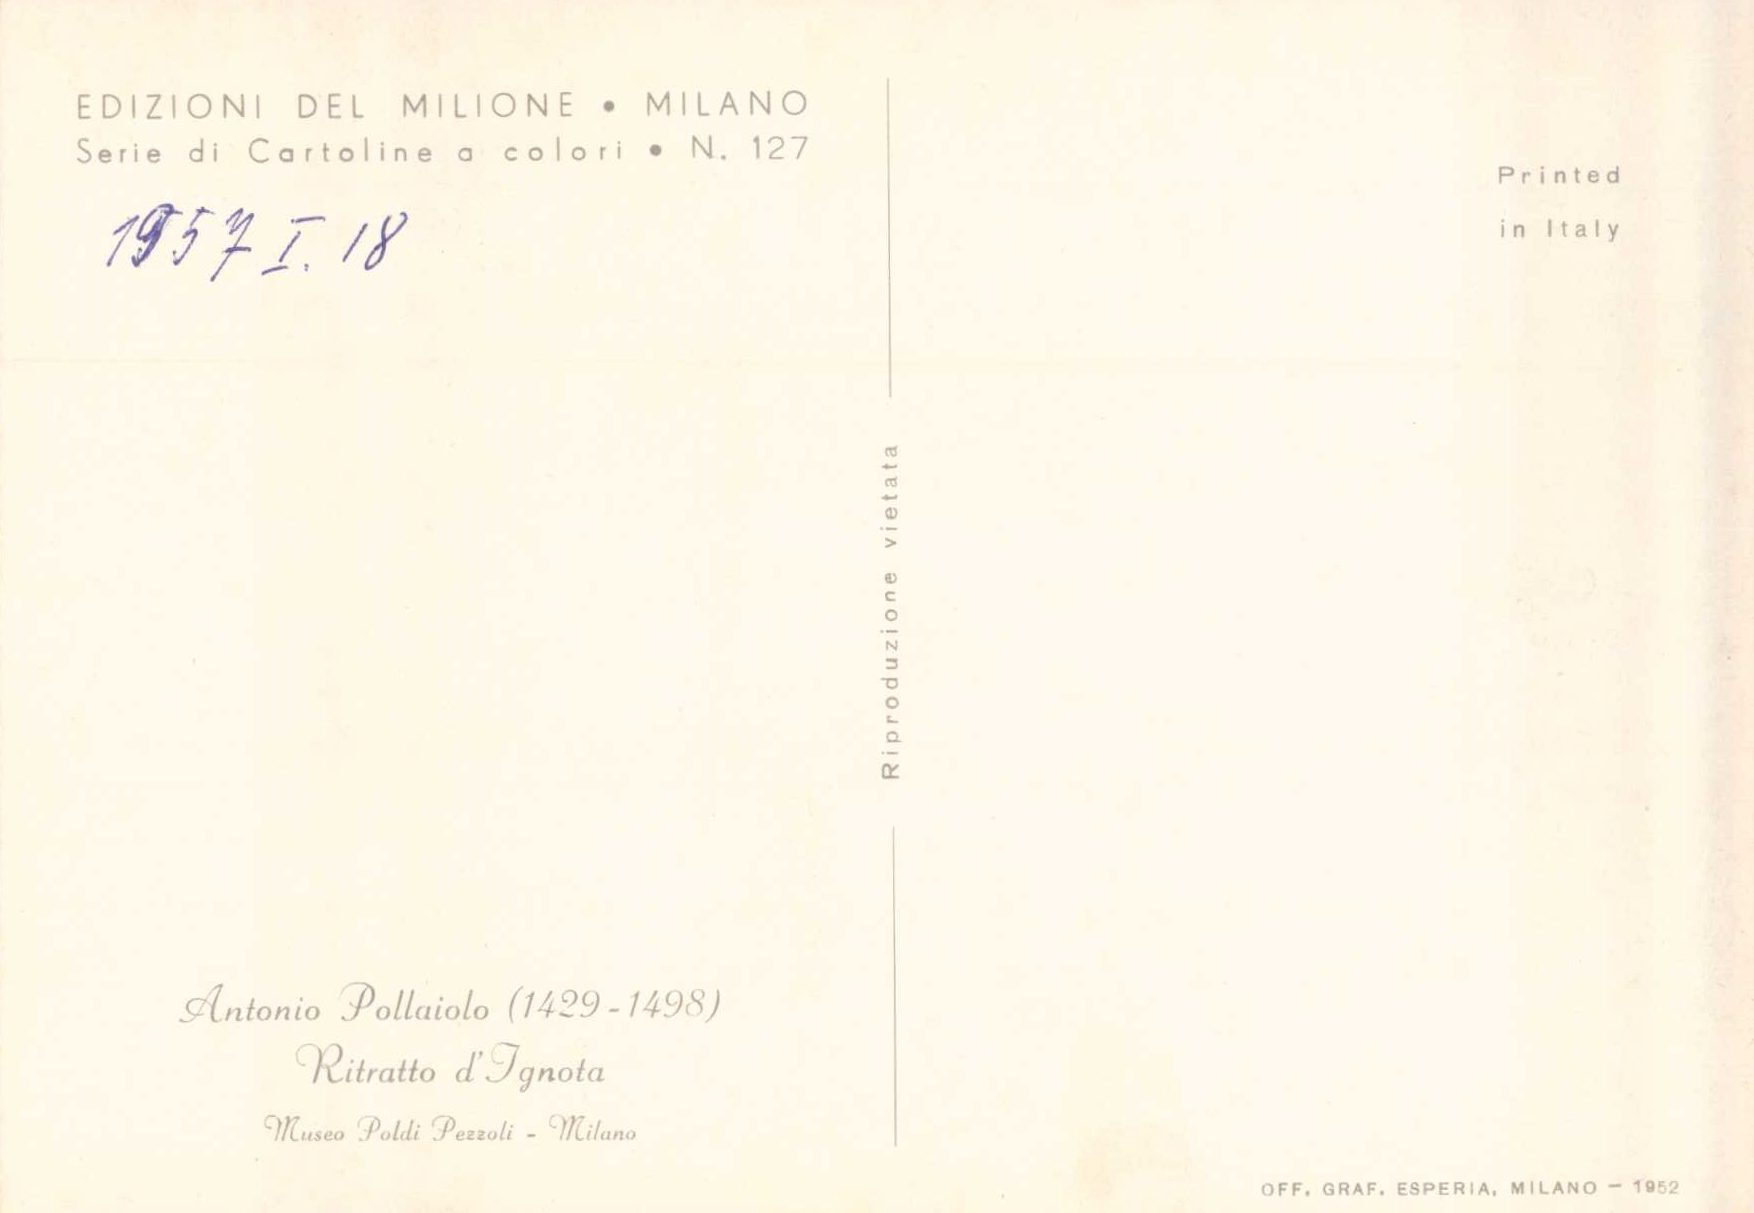 EDIZIONI DEL MILIONE • MILANO
Serie di Cartoline a colori • N. 127
1957 I. 18
Antonio Pollaiolo (1429-1498)
Ritratto d'Ignota
Museo Poldi Pezzoli - Milano
Riproduzione vietata
Printed
in Italy
OFF. GRAF. ESPERIA, MILANO - 1952